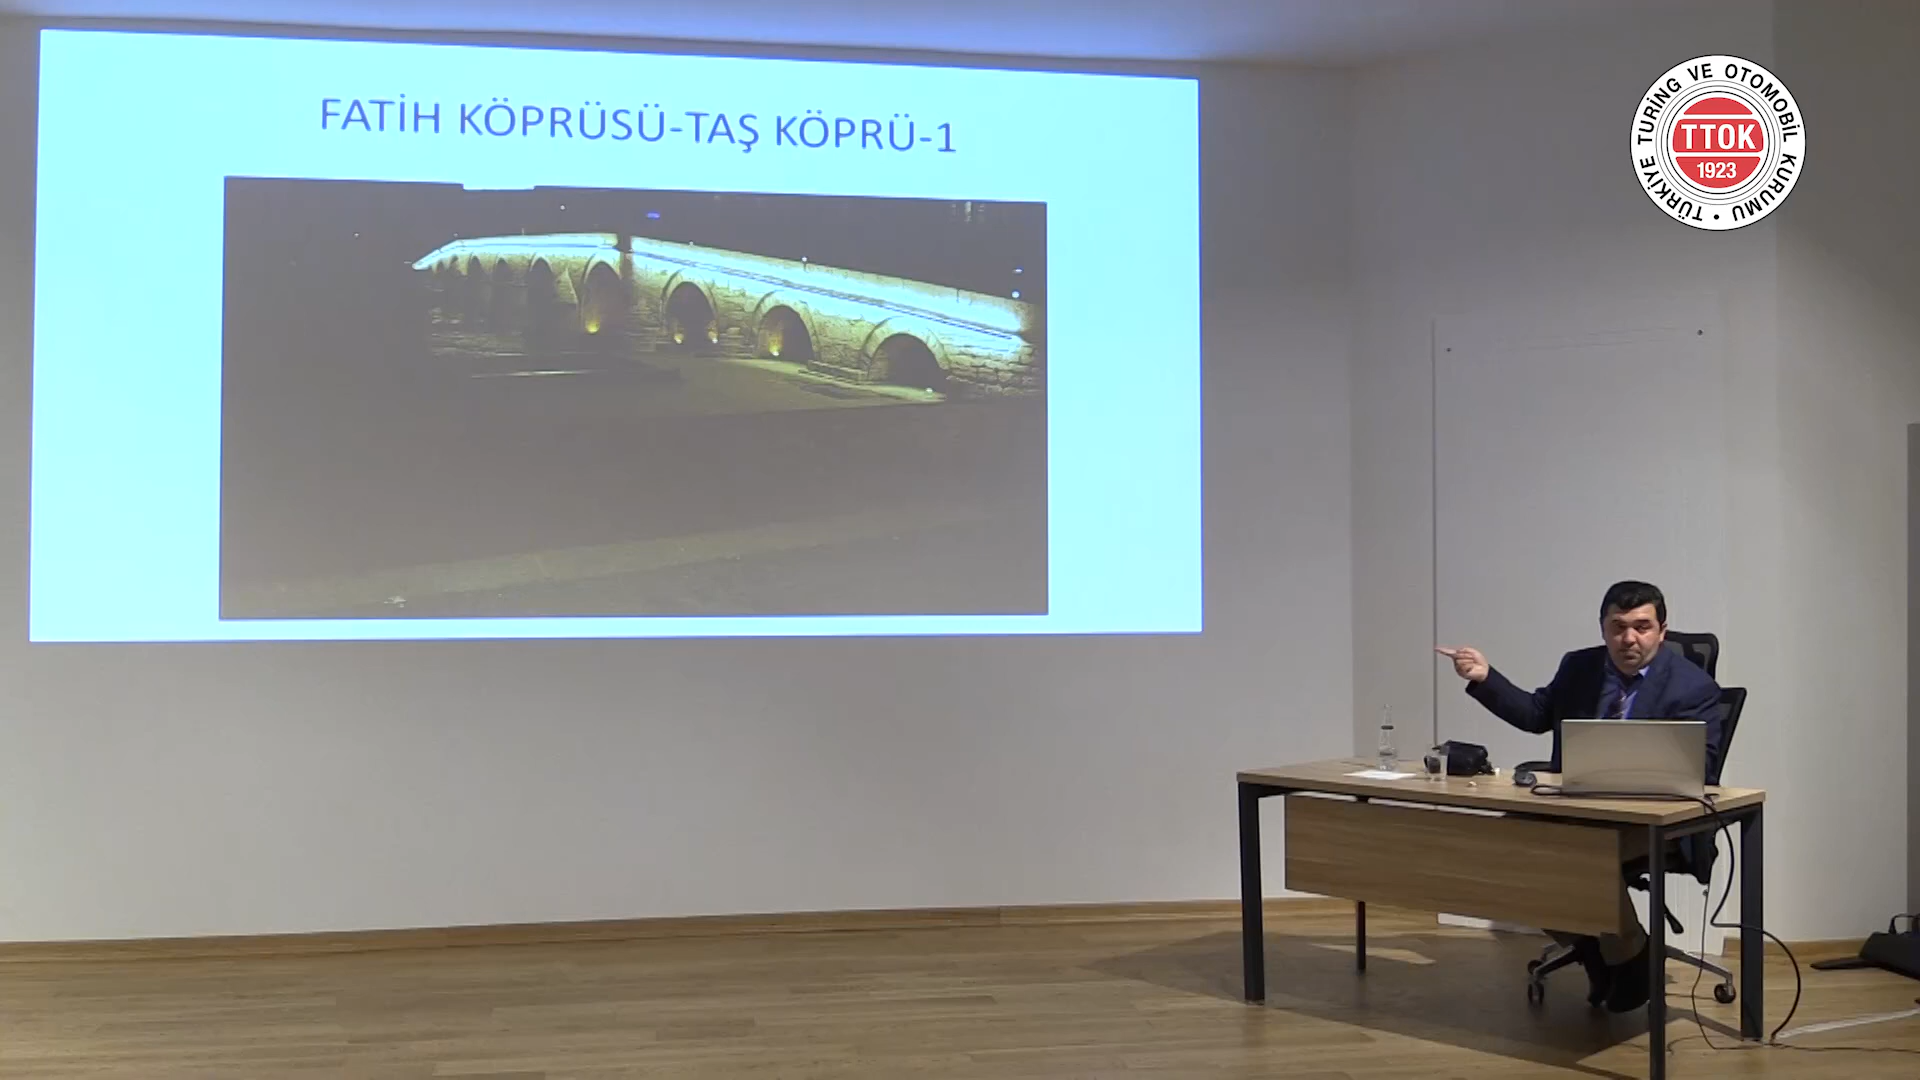 FATİH KÖPRÜSÜ-TAŞ KÖPRÜ-1
TÜRKİYE TURİNG VE OTOMOBİL KURUMU •
TTOK
1923